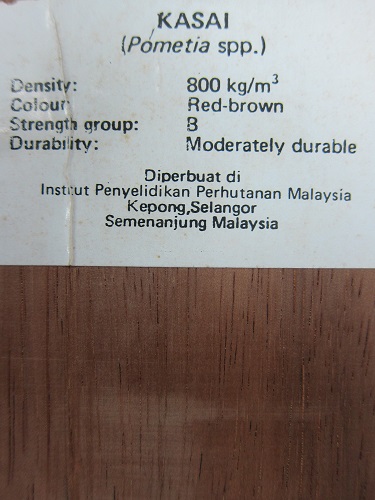 KASAI
(Pometia spp.)
Density: 800 kg/m³
Colour: Red-brown
Strength group: B
Durability: Moderately durable
Diperbuat di
Institut Penyelidikan Perhutanan Malaysia
Kepong,Selangor
Semenanjung Malaysia